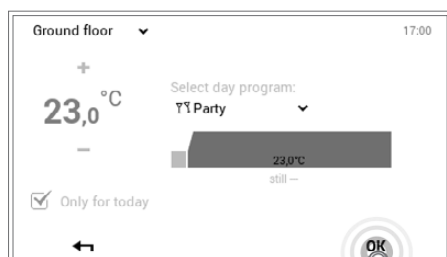 Ground floor
17:00
+
23,0 °C
–
Select day program:
Party
23,0°C
still –
Only for today
OK